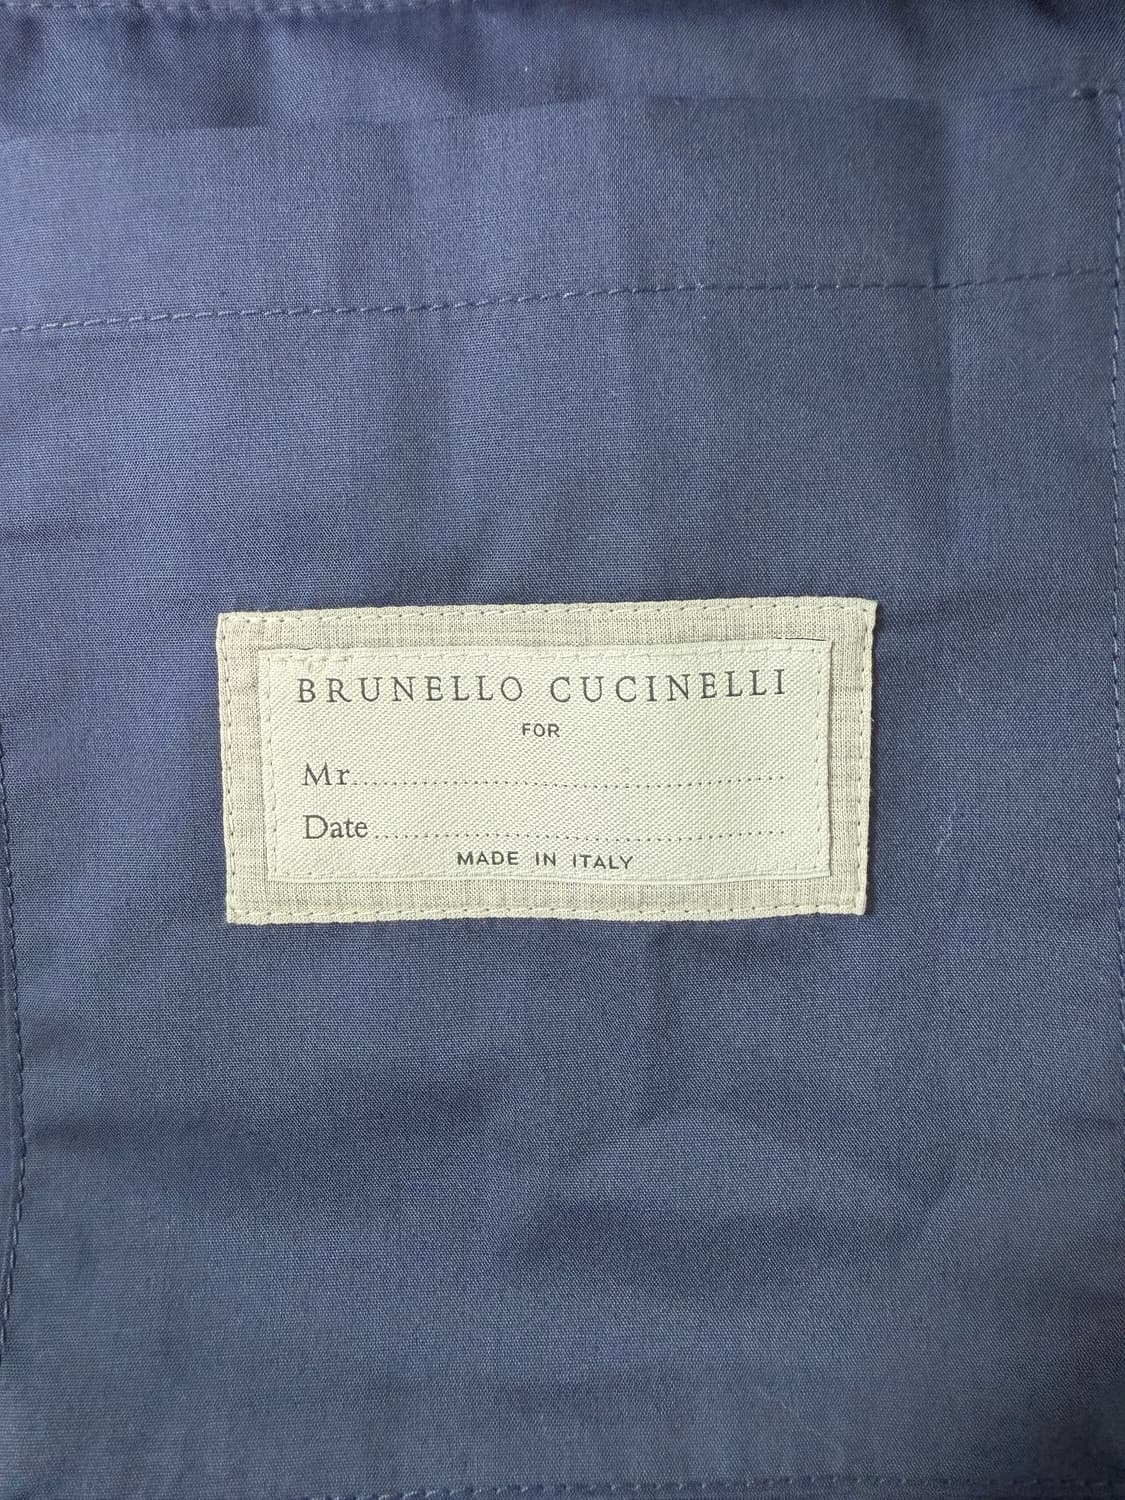 BRUNELLO CUCINELLI
FOR
Mr..............................................
Date..............................................
MADE IN ITALY